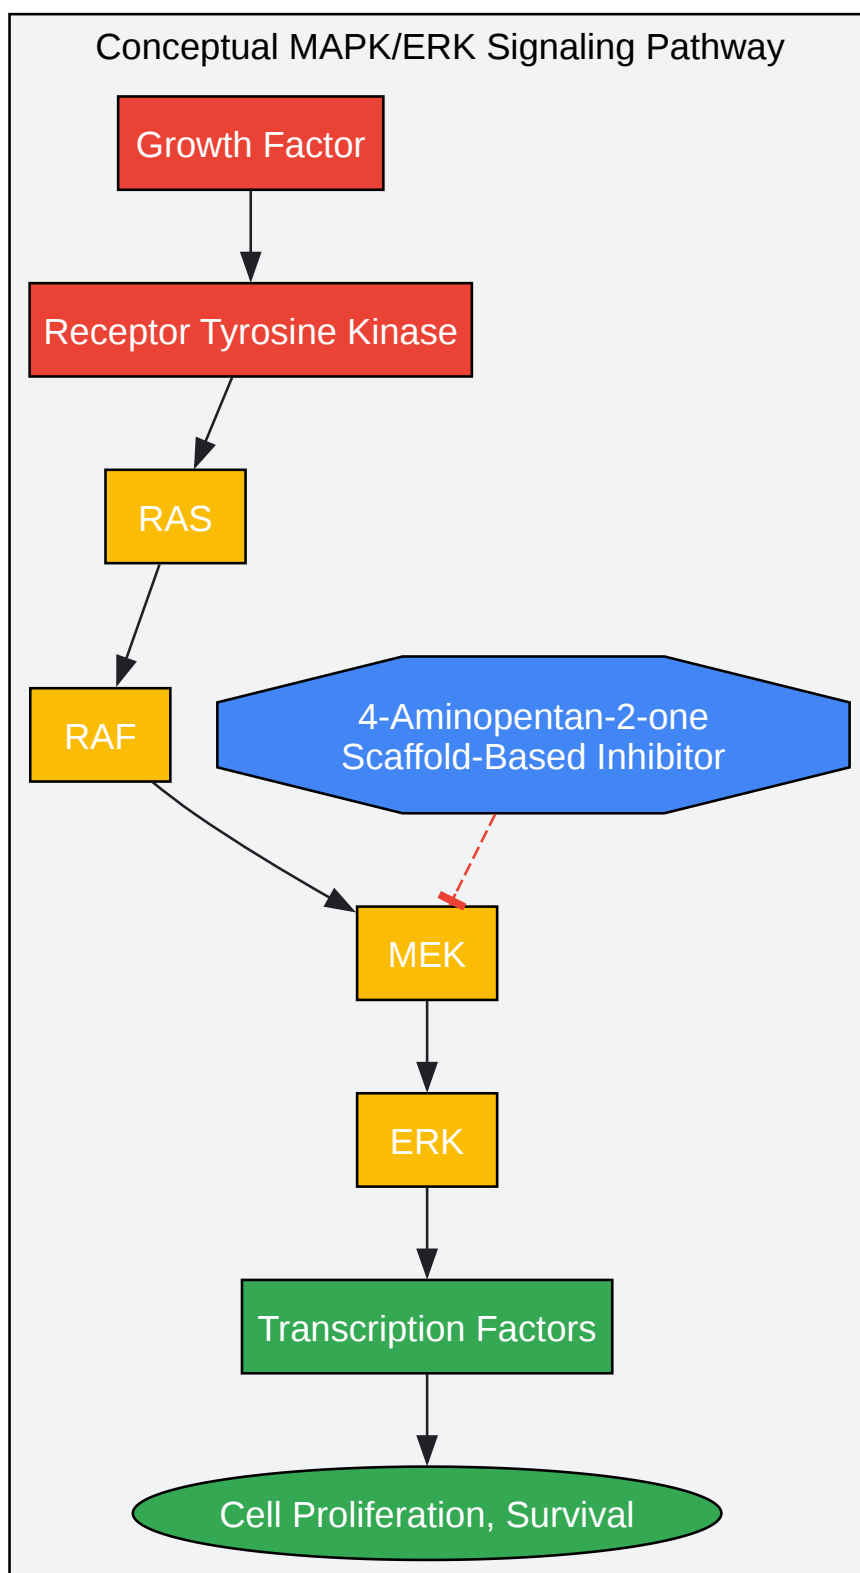 Conceptual MAPK/ERK Signaling Pathway
Growth Factor
Receptor Tyrosine Kinase
RAS
RAF
4-Aminopentan-2-one
Scaffold-Based Inhibitor
MEK
ERK
Transcription Factors
Cell Proliferation, Survival